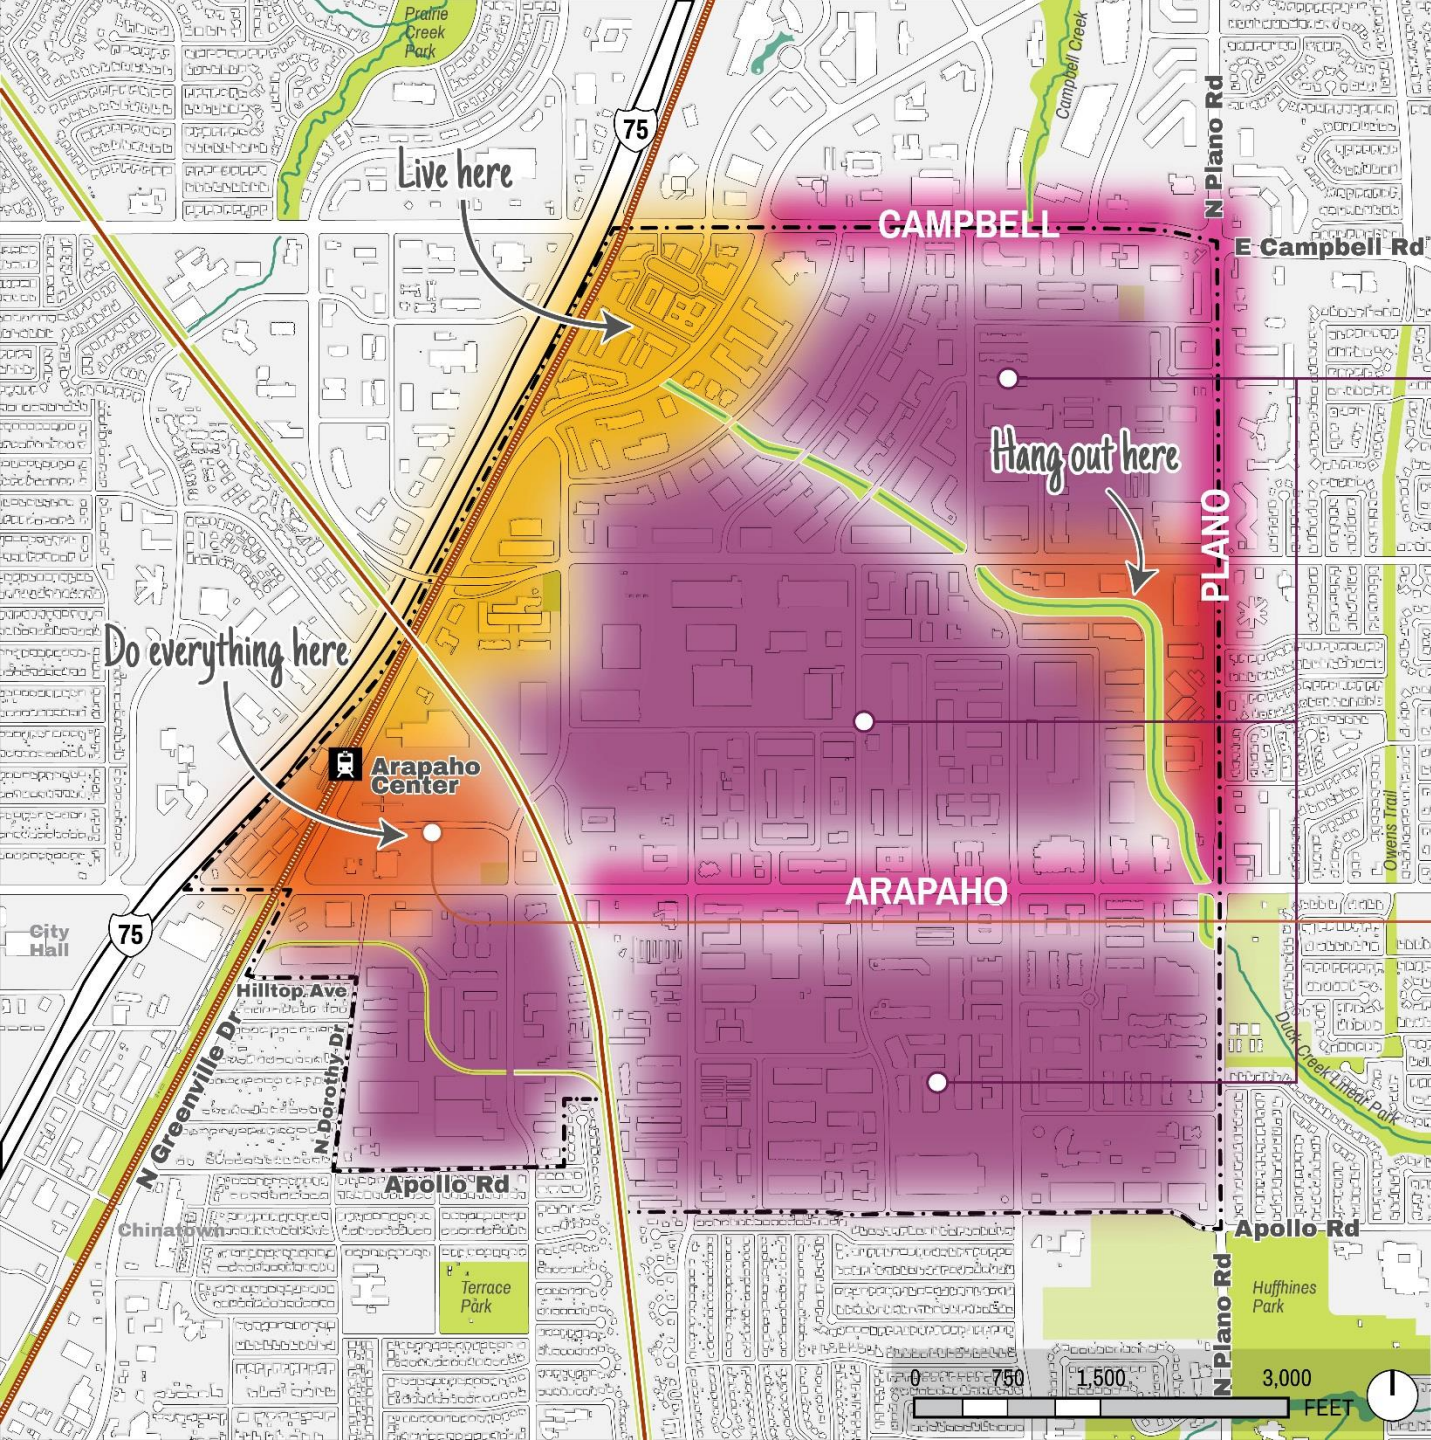 Prairie
Creek
Park
Campbell Creek
N Plano Rd
75
Live here
CAMPBELL
E Campbell Rd
Hang out here
PLANO
Do everything here
Arapaho
Center
Owens Trail
ARAPAHO
75
City
Hall
Hilltop Ave
N Greenville Dr
N Dorothy Dr
Duck Creek Linear Park
Apollo Rd
Chinatown
Apollo Rd
Terrace
Park
Huffhines
Park
N Plano Rd
0 750 1,500 3,000
FEET